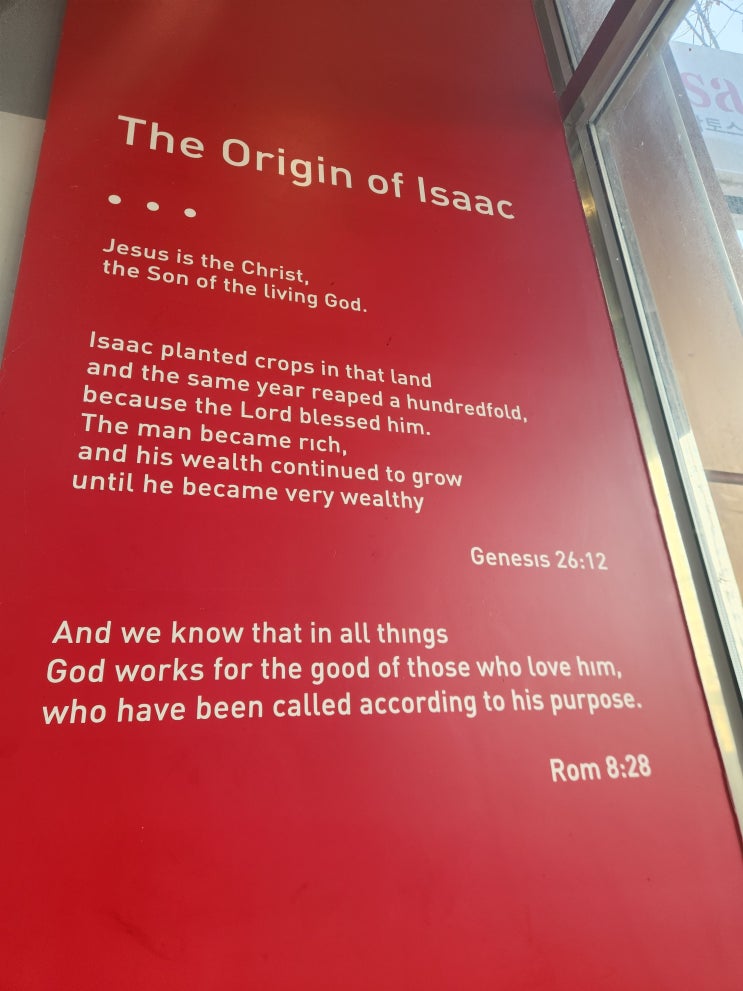 The Origin of Isaac
Jesus is the Christ,
the Son of the living God.
Isaac planted crops in that land
and the same year reaped a hundredfold,
because the Lord blessed him.
The man became rich,
and his wealth continued to grow
until he became very wealthy
Genesis 26:12
And we know that in all things
God works for the good of those who love him,
who have been called according to his purpose.
Rom 8:28
sa
토스